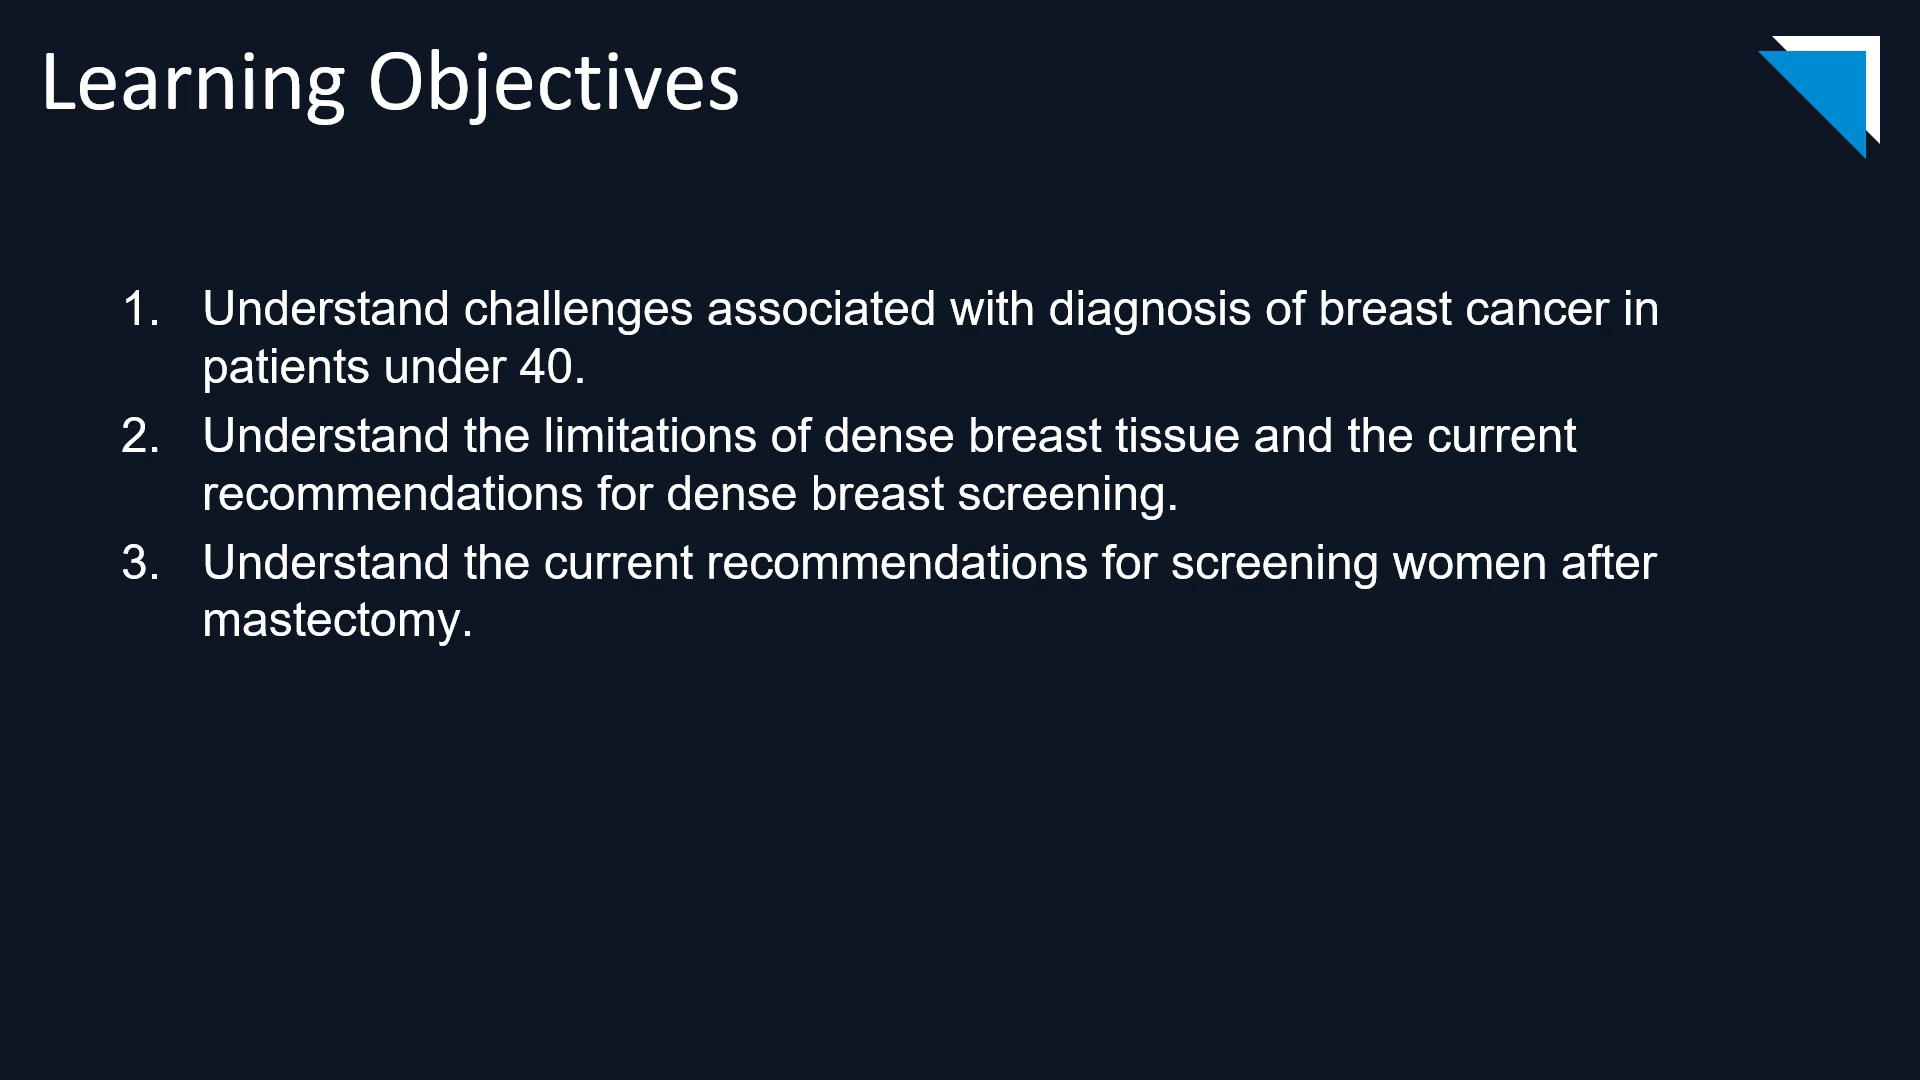 Learning Objectives
1. Understand challenges associated with diagnosis of breast cancer in
patients under 40.
2. Understand the limitations of dense breast tissue and the current
recommendations for dense breast screening.
3. Understand the current recommendations for screening women after
mastectomy.